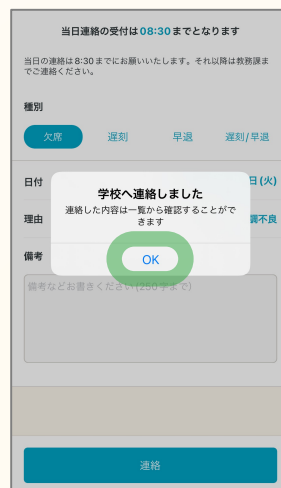 当日連絡の受付は08:30までとなります
当日の連絡は8:30までにお願いいたします。それ以降は教務課ま
でご連絡ください。
種別
欠席 遅刻 早退 遅刻/早退
日付 日(火)
学校へ連絡しました
理由 調不良
連絡した内容は一覧から確認することがで
きます
備考
OK
備考などお書きください(250字まで)
連絡